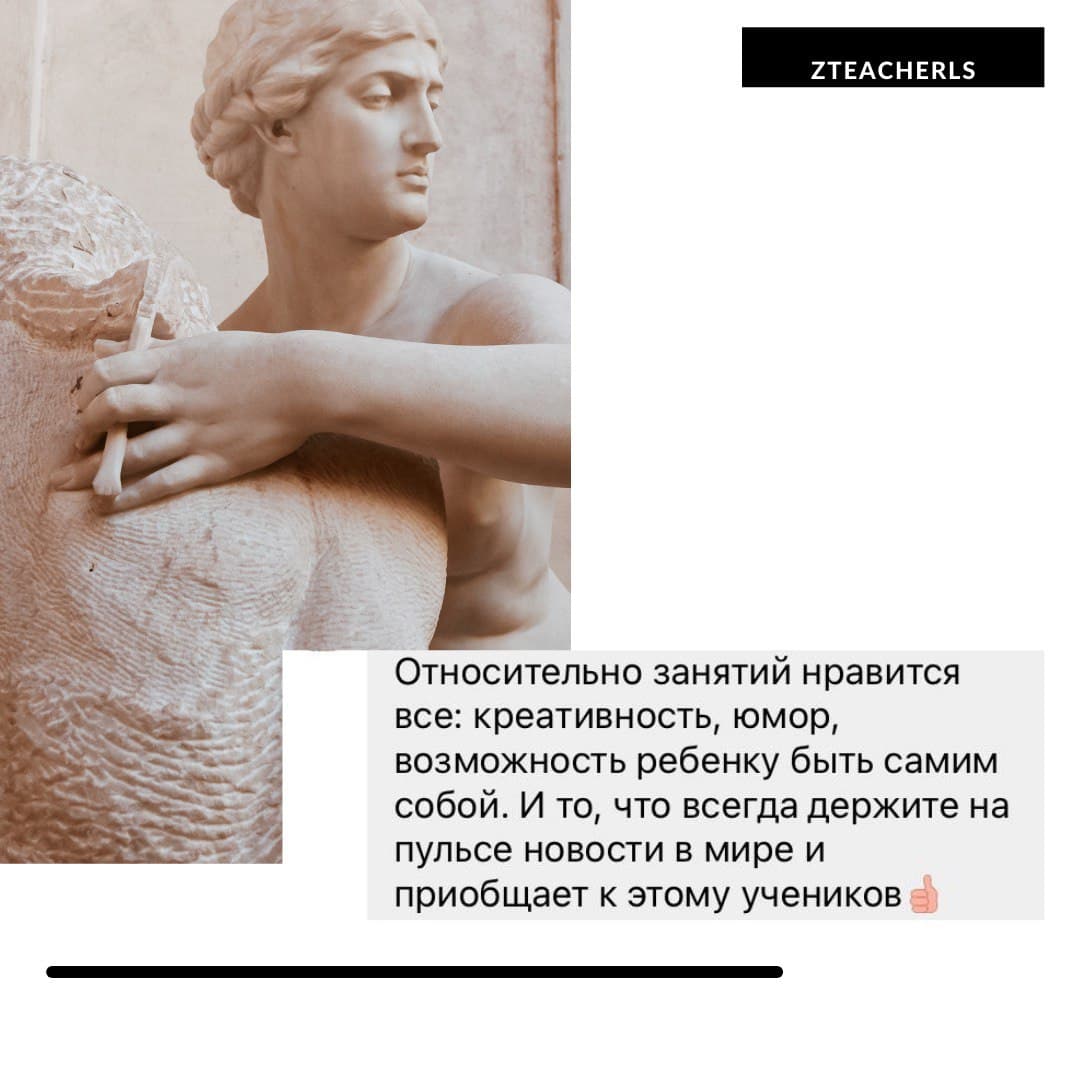 ZTEACHERLS
Относительно занятий нравится
все: креативность, юмор,
возможность ребенку быть самим
собой. И то, что всегда держите на
пульсе новости в мире и
приобщает к этому учеников👍